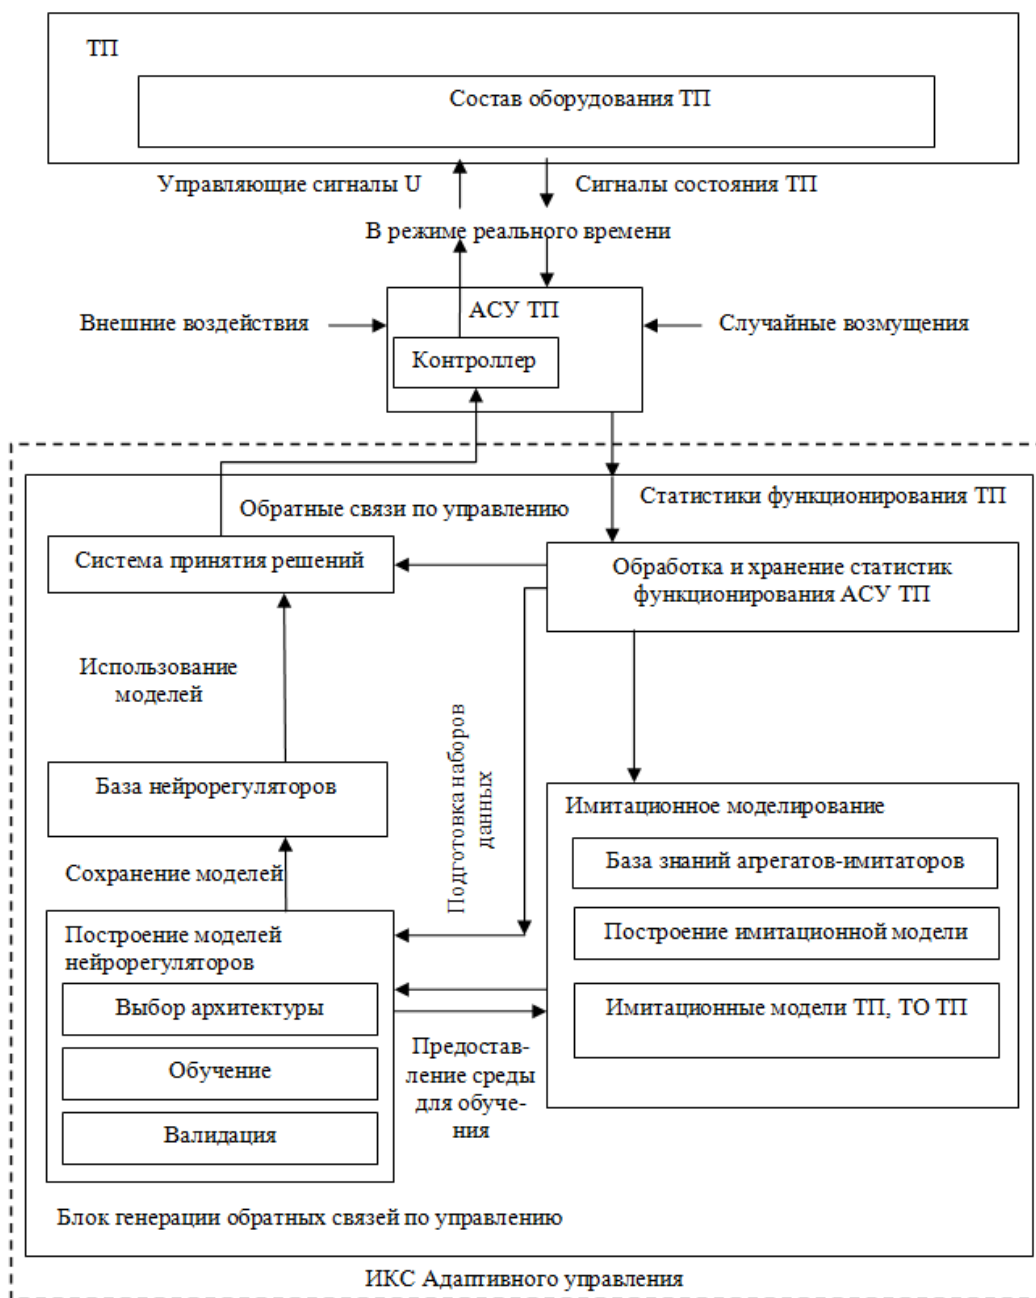 ТП
Состав оборудования ТП
Управляющие сигналы U
Сигналы состояния ТП
В режиме реального времени
АСУ ТП
Внешние воздействия
Случайные возмущения
Контроллер
Статистики функционирования ТП
Обратные связи по управлению
Система принятия решений
Обработка и хранение статистик
функционирования АСУ ТП
Использование
моделей
Подготовка наборов
данных
База нейрорегуляторов
Имитационное моделирование
База знаний агрегатов-имитаторов
Сохранение моделей
Построение имитационной модели
Построение моделей
нейрорегуляторов
Выбор архитектуры
Имитационные модели ТП, ТО ТП
Обучение
Предостав-
ление среды
для обуче-
ния
Валидация
Блок генерации обратных связей по управлению
ИКС Адаптивного управления